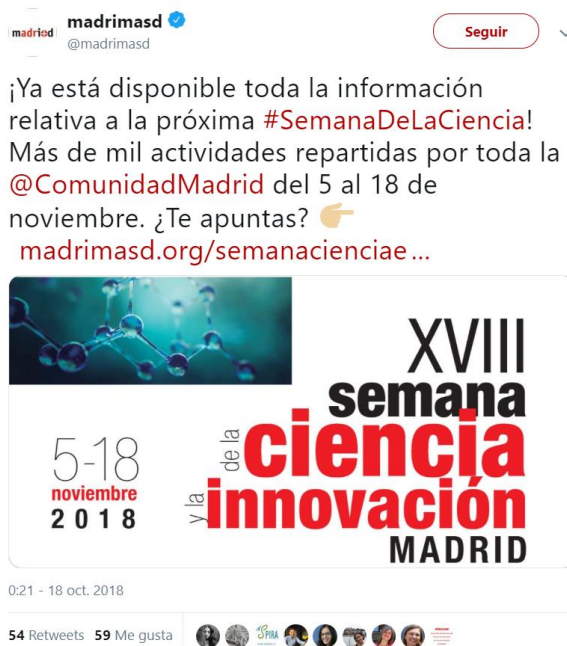 madri+d
madrimasd
@madrimasd
Seguir
¡Ya está disponible toda la información
relativa a la próxima #SemanaDeLaCiencia!
Más de mil actividades repartidas por toda la
@ComunidadMadrid del 5 al 18 de
noviembre. ¿Te apuntas?
madrimasd.org/semanacienciae…
XVIII
semana
de la
ciencia
y la
innovación
MADRID
5-18
noviembre
2018
0:21 - 18 oct. 2018
54 Retweets 59 Me gusta
SPIRA